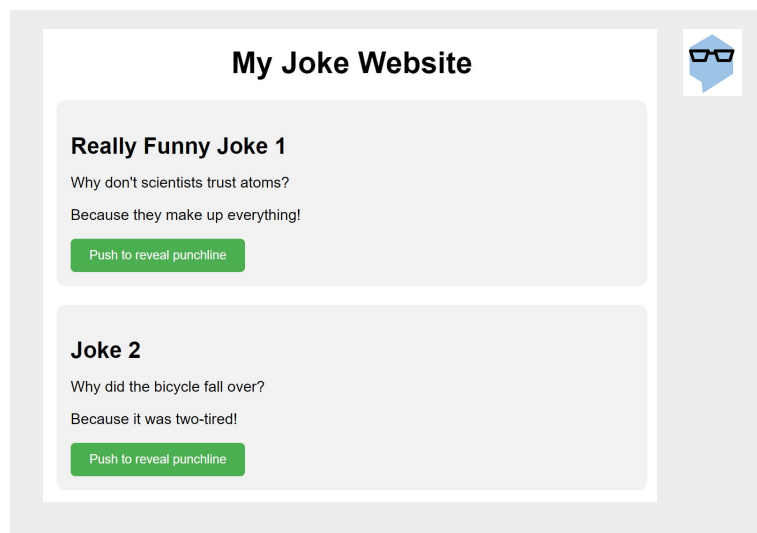 My Joke Website
Really Funny Joke 1
Why don't scientists trust atoms?
Because they make up everything!
Push to reveal punchline
Joke 2
Why did the bicycle fall over?
Because it was two-tired!
Push to reveal punchline